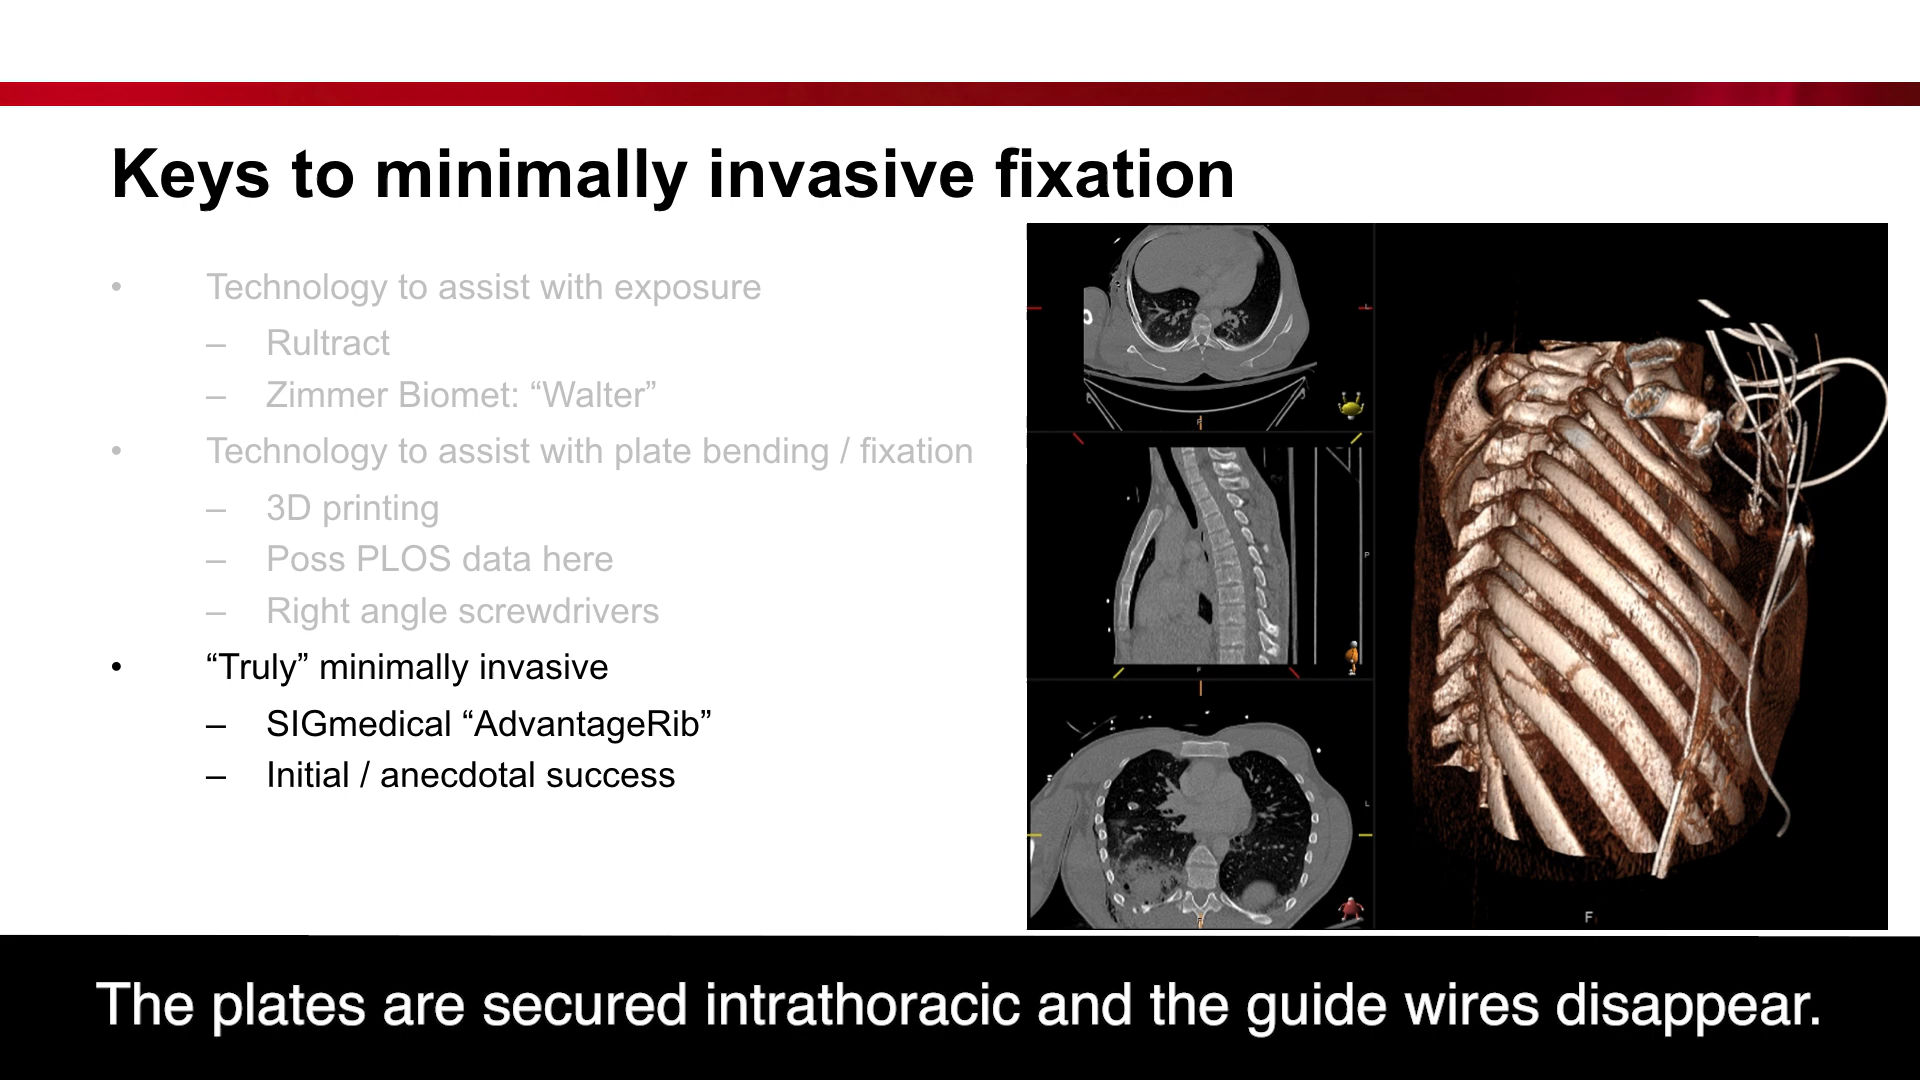 Keys to minimally invasive fixation
• Technology to assist with exposure
– Rultract
– Zimmer Biomet: “Walter”
• Technology to assist with plate bending / fixation
– 3D printing
– Poss PLOS data here
– Right angle screwdrivers
• “Truly” minimally invasive
– SIGmedical “AdvantageRib”
– Initial / anecdotal success
L
F
P
F
L
F
F
The plates are secured intrathoracic and the guide wires disappear.